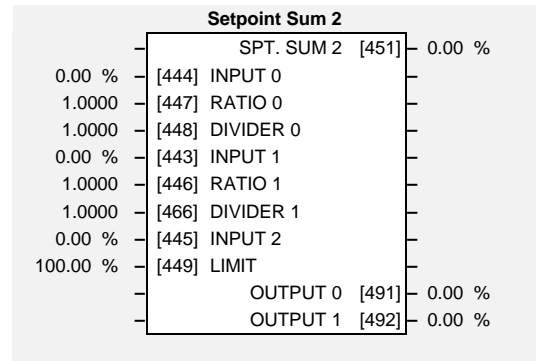 Setpoint Sum 2
– SPT. SUM 2 [451] – 0.00 %
0.00 % – [444] INPUT 0 –
1.0000 – [447] RATIO 0 –
1.0000 – [448] DIVIDER 0 –
0.00 % – [443] INPUT 1 –
1.0000 – [446] RATIO 1 –
1.0000 – [466] DIVIDER 1 –
0.00 % – [445] INPUT 2 –
100.00 % – [449] LIMIT –
– OUTPUT 0 [491] – 0.00 %
– OUTPUT 1 [492] – 0.00 %